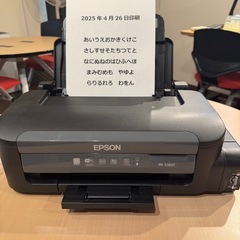 2025年4月26日印刷
あいうえおかきくけこ
さしすせそたちつてと
なにぬねのはひふへほ
まみむめも やゆよ
らりるれろ わをん
EPSON